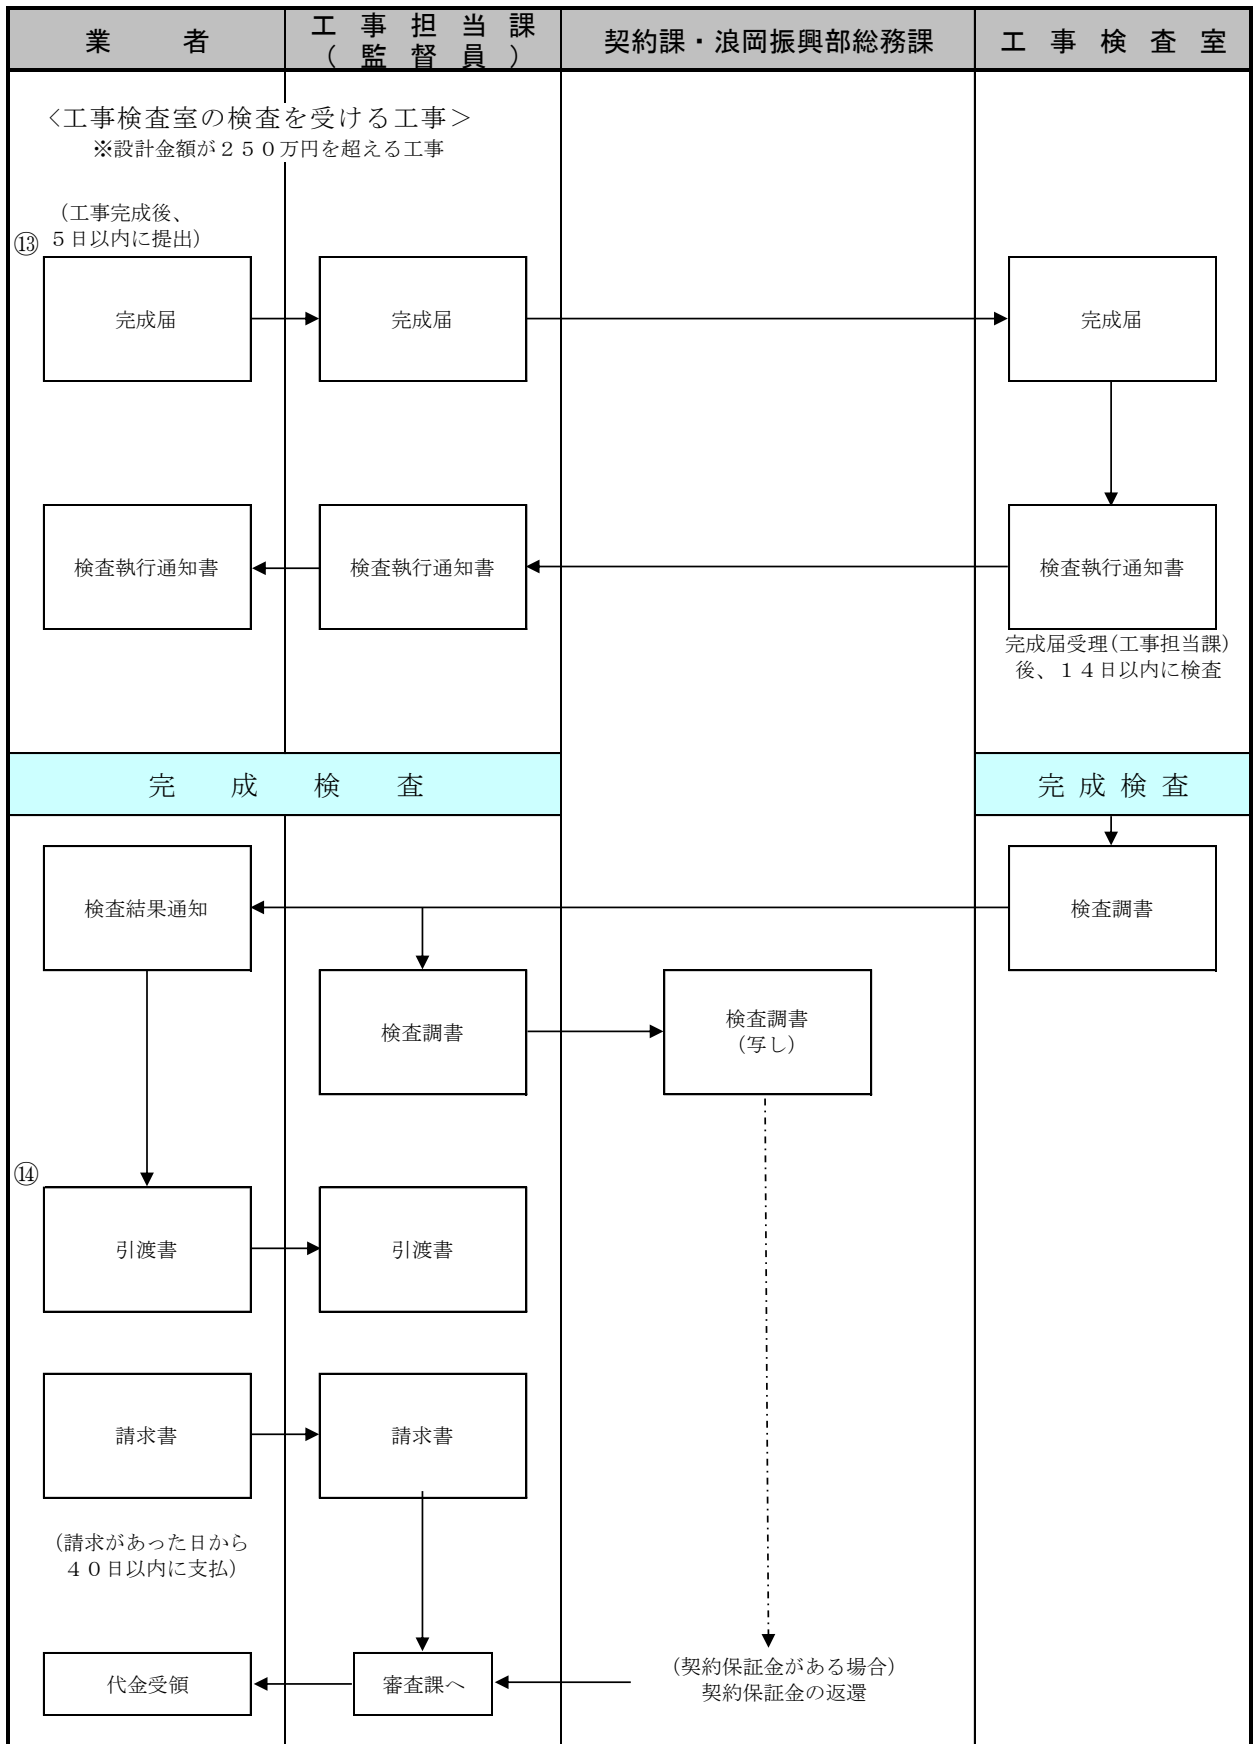 業　者
工事担当課
（監督員）
契約課・浪岡振興部総務課
工事検査室
＜工事検査室の検査を受ける工事＞
※設計金額が２５０万円を超える工事
（工事完成後、
⑬ ５日以内に提出）
完成届
完成届
完成届
検査執行通知書
検査執行通知書
検査執行通知書
完成届受理（工事担当課）
後、１４日以内に検査
完成検査
完成検査
検査結果通知
検査調書
検査調書
検査調書
（写し）
⑭
引渡書
引渡書
請求書
請求書
（請求があった日から
４０日以内に支払）
代金受領
審査課へ
（契約保証金がある場合）
契約保証金の返還